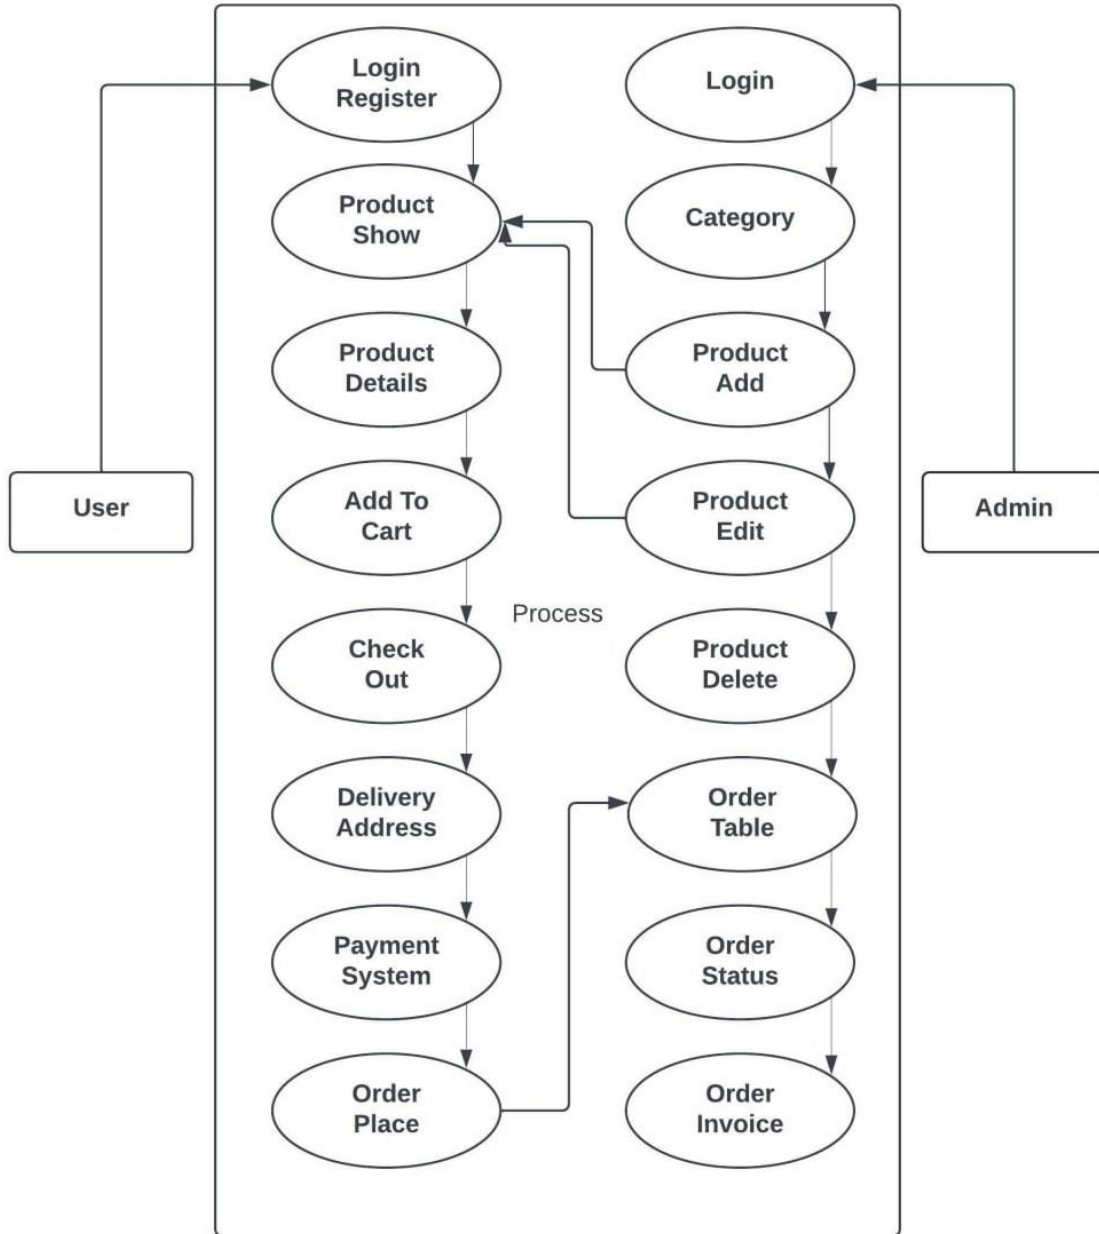 Login
Register
Product
Show
Product
Details
Add To
Cart
Check
Out
Delivery
Address
Payment
System
Order
Place
User
Process
Login
Category
Product
Add
Product
Edit
Product
Delete
Order
Table
Order
Status
Order
Invoice
Admin